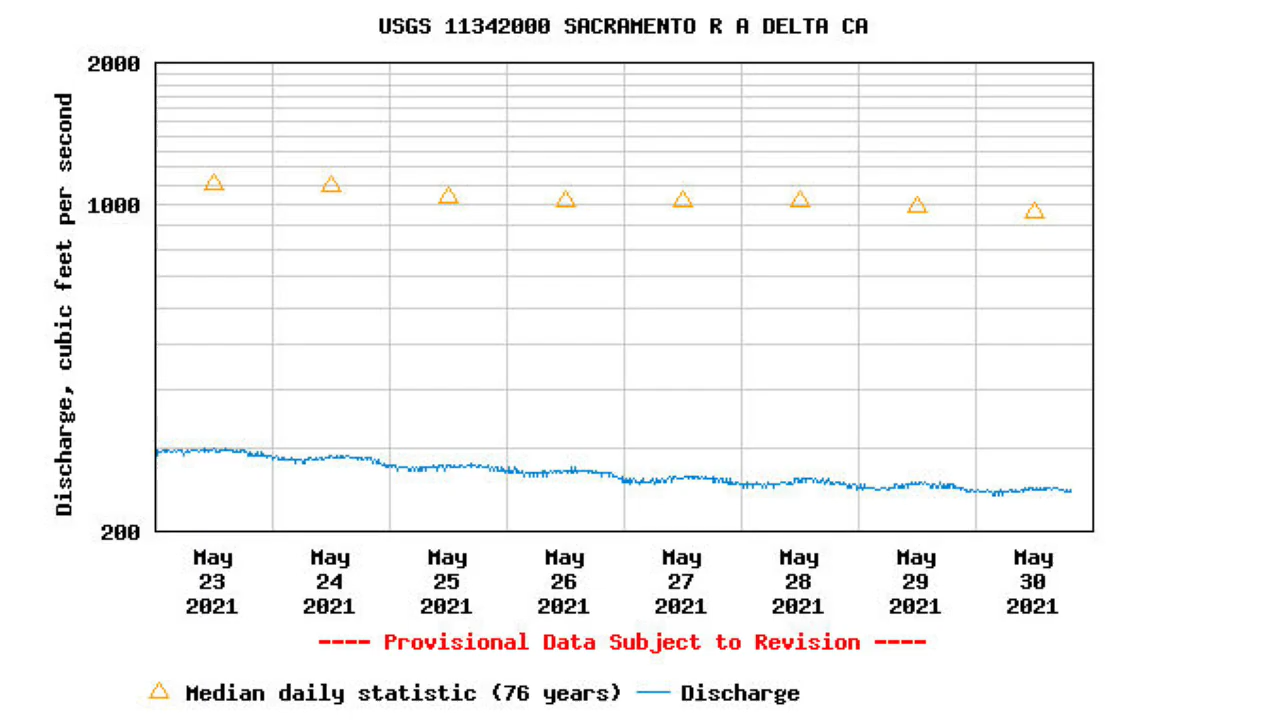 USGS 11342000 SACRAMENTO R A DELTA CA
Discharge, cubic feet per second
2000
1000
200
May May May May May May May May
23 24 25 26 27 28 29 30
2021 2021 2021 2021 2021 2021 2021 2021
---- Provisional Data Subject to Revision ----
Median daily statistic (76 years) Discharge